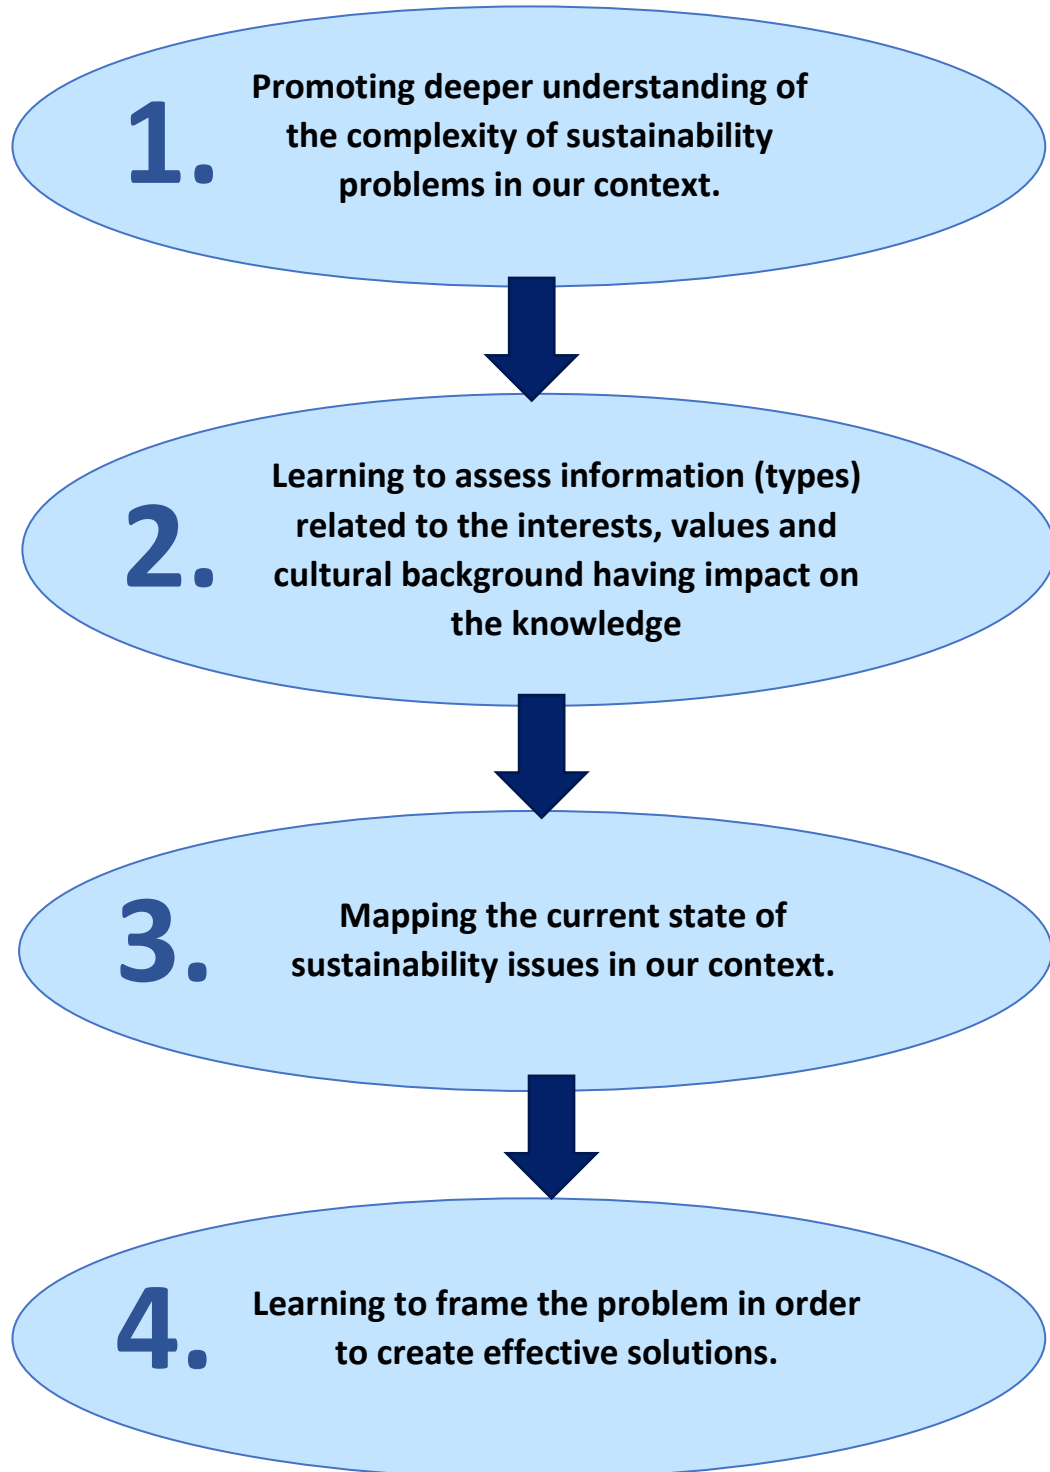 1.
Promoting deeper understanding of
the complexity of sustainability
problems in our context.
2.
Learning to assess information (types)
related to the interests, values and
cultural background having impact on
the knowledge
3.
Mapping the current state of
sustainability issues in our context.
4.
Learning to frame the problem in order
to create effective solutions.